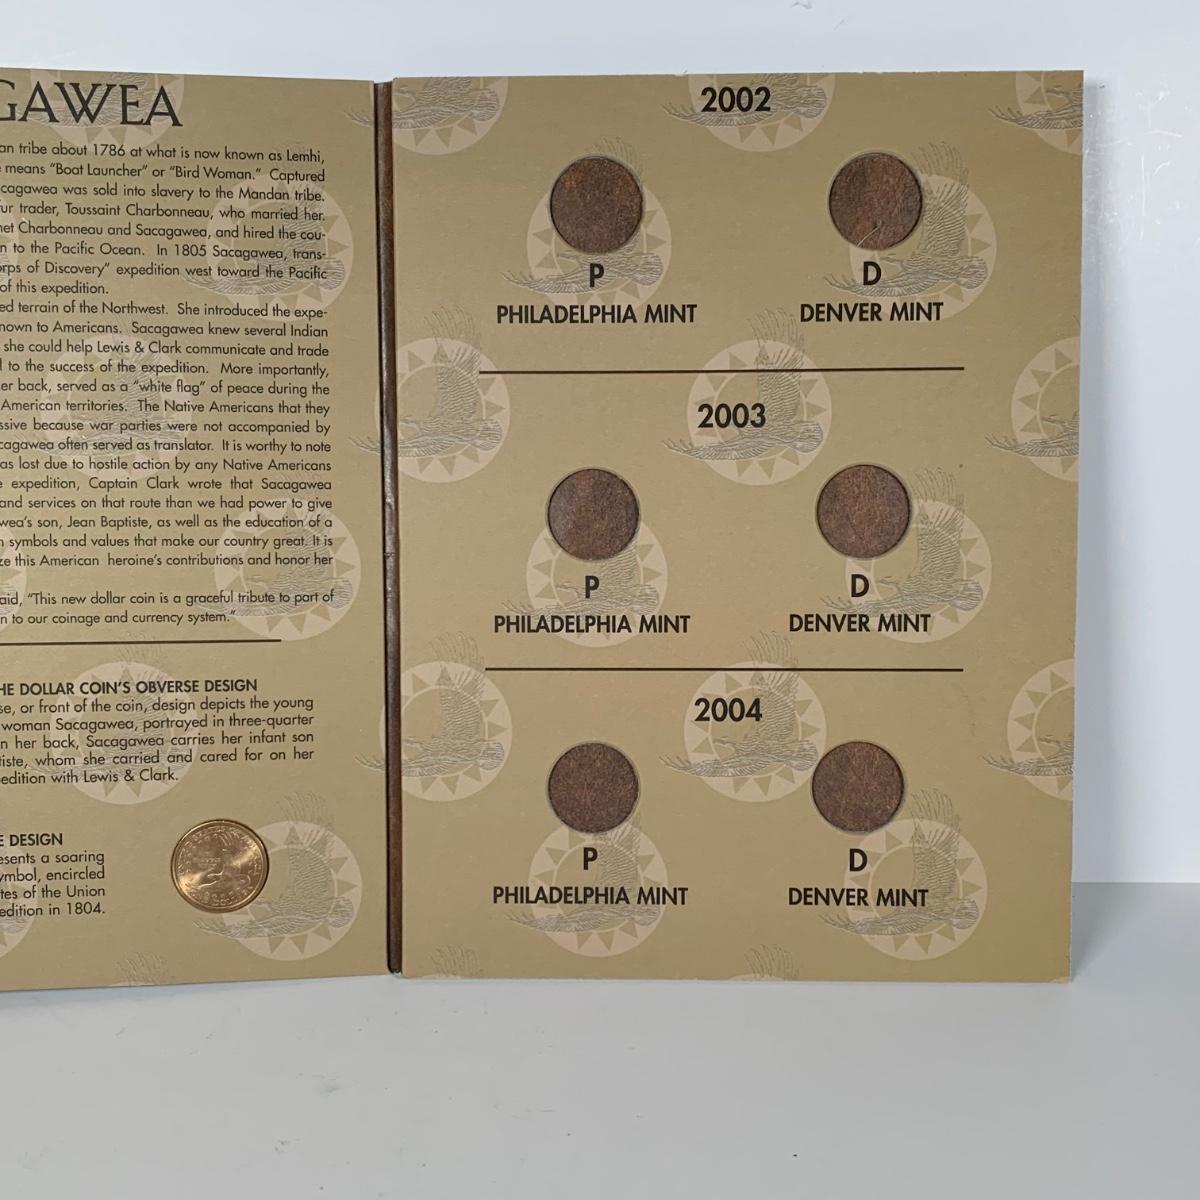 GAWEA
an tribe about 1786 at what is now known as Lemhi,
means "Boat Launcher" or "Bird Woman." Captured
cagawea was sold into slavery to the Mandan tribe.
ur trader, Toussaint Charbonneau, who married her.
et Charbonneau and Sacagawea, and hired the cou-
n to the Pacific Ocean. In 1805 Sacagawea, trans-
orps of Discovery" expedition west toward the Pacific
of this expedition.
ed terrain of the Northwest. She introduced the expe-
nown to Americans. Sacagawea knew several Indian
she could help Lewis & Clark communicate and trade
l to the success of the expedition. More importantly,
er back, served as a "white flag" of peace during the
American territories. The Native Americans that they
ssive because war parties were not accompanied by
cagawea often served as translator. It is worthy to note
as lost due to hostile action by any Native Americans
e expedition, Captain Clark wrote that Sacagawea
and services on that route than we had power to give
wea's son, Jean Baptiste, as well as the education of a
n symbols and values that make our country great. It is
ze this American heroine's contributions and honor her
aid, "This new dollar coin is a graceful tribute to part of
n to our coinage and currency system."
HE DOLLAR COIN'S OBVERSE DESIGN
se, or front of the coin, design depicts the young
woman Sacagawea, portrayed in three-quarter
n her back, Sacagawea carries her infant son
tiste, whom she carried and cared for on her
edition with Lewis & Clark.
E DESIGN
esents a soaring
ymbol, encircled
tes of the Union
edition in 1804.
2002
P
PHILADELPHIA MINT
D
DENVER MINT
2003
P
PHILADELPHIA MINT
D
DENVER MINT
2004
P
PHILADELPHIA MINT
D
DENVER MINT